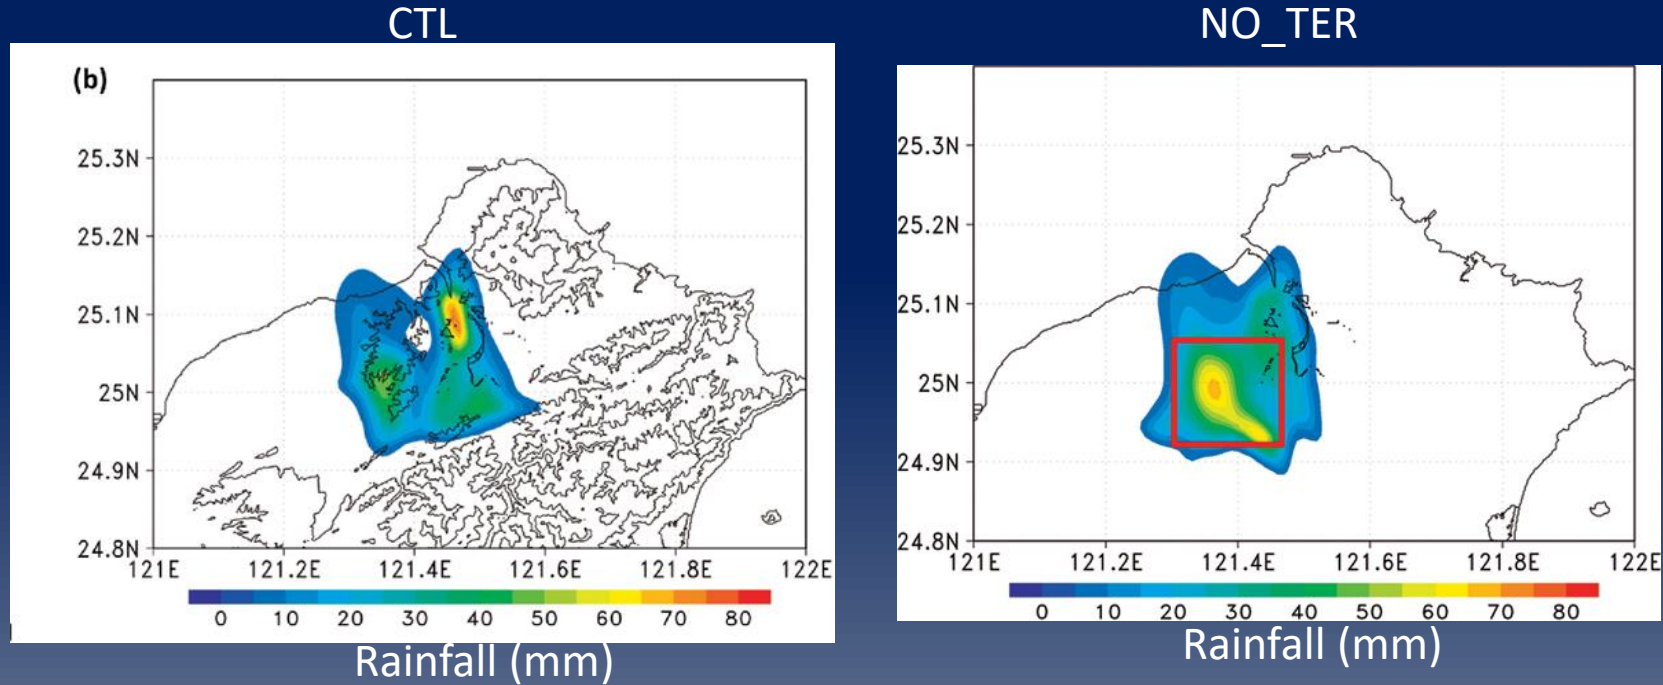 CTL
NO_TER
(b)
25.3N
25.2N
25.1N
25N
24.9N
24.8N
121E 121.2E 121.4E 121.6E 121.8E 122E
0 10 20 30 40 50 60 70 80
Rainfall (mm)
25.3N
25.2N
25.1N
25N
24.9N
24.8N
121E 121.2E 121.4E 121.6E 121.8E 122E
0 10 20 30 40 50 60 70 80
Rainfall (mm)